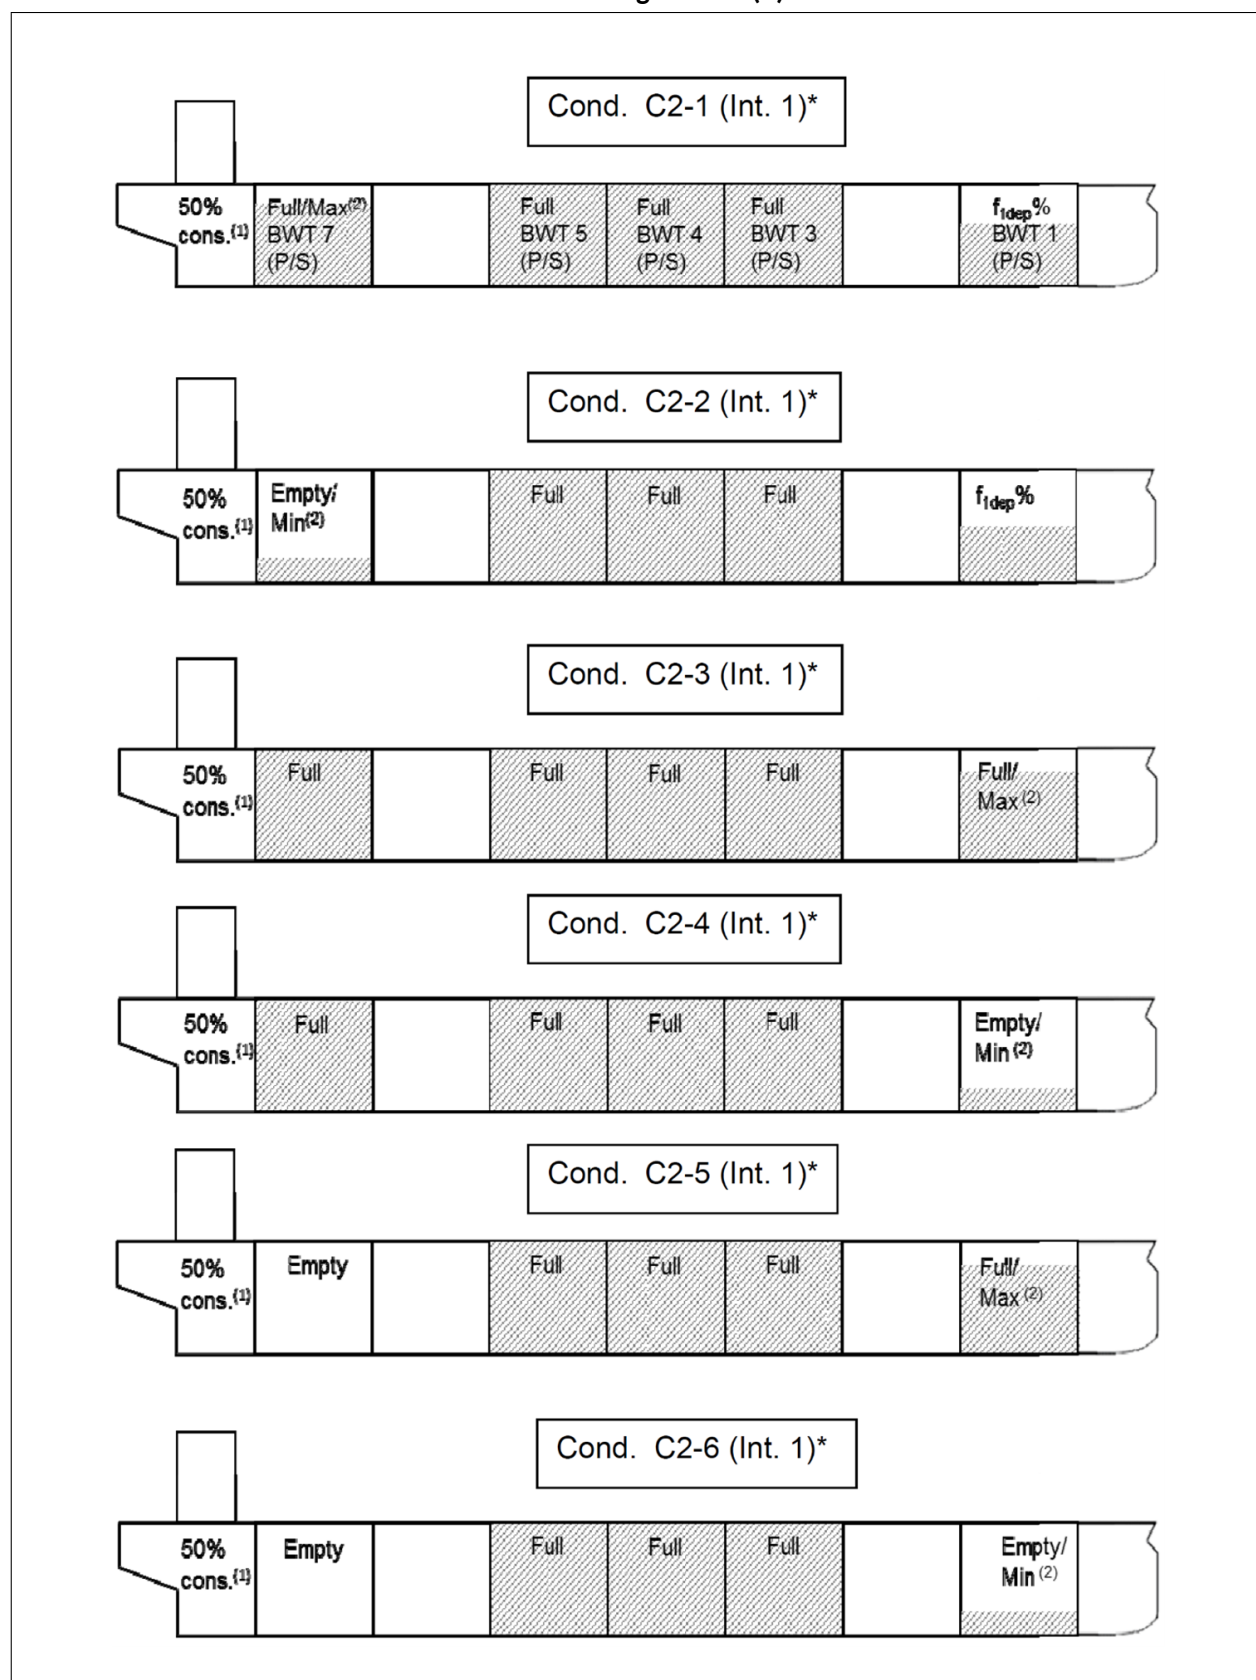 Cond. C2-1 (Int. 1)*
50% cons.(1)
Full/Max(2) BWT 7 (P/S)
Full BWT 5 (P/S)
Full BWT 4 (P/S)
Full BWT 3 (P/S)
f1dep% BWT 1 (P/S)
Cond. C2-2 (Int. 1)*
50% cons.(1)
Empty/ Min(2)
Full
Full
Full
f1dep%
Cond. C2-3 (Int. 1)*
50% cons.(1)
Full
Full
Full
Full
Full/ Max (2)
Cond. C2-4 (Int. 1)*
50% cons.(1)
Full
Full
Full
Full
Empty/ Min (2)
Cond. C2-5 (Int. 1)*
50% cons.(1)
Empty
Full
Full
Full
Full/ Max (2)
Cond. C2-6 (Int. 1)*
50% cons.(1)
Empty
Full
Full
Full
Empty/ Min (2)